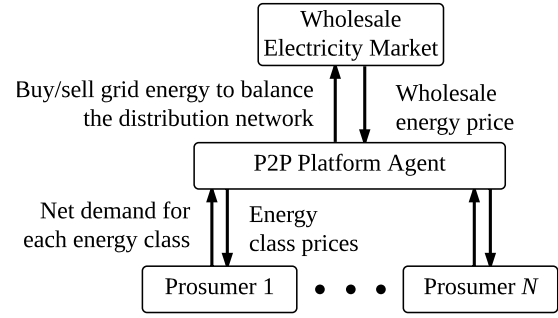 Wholesale
Electricity Market
Buy/sell grid energy to balance
the distribution network
Wholesale
energy price
P2P Platform Agent
Net demand for
each energy class
Energy
class prices
Prosumer 1
• • •
Prosumer N